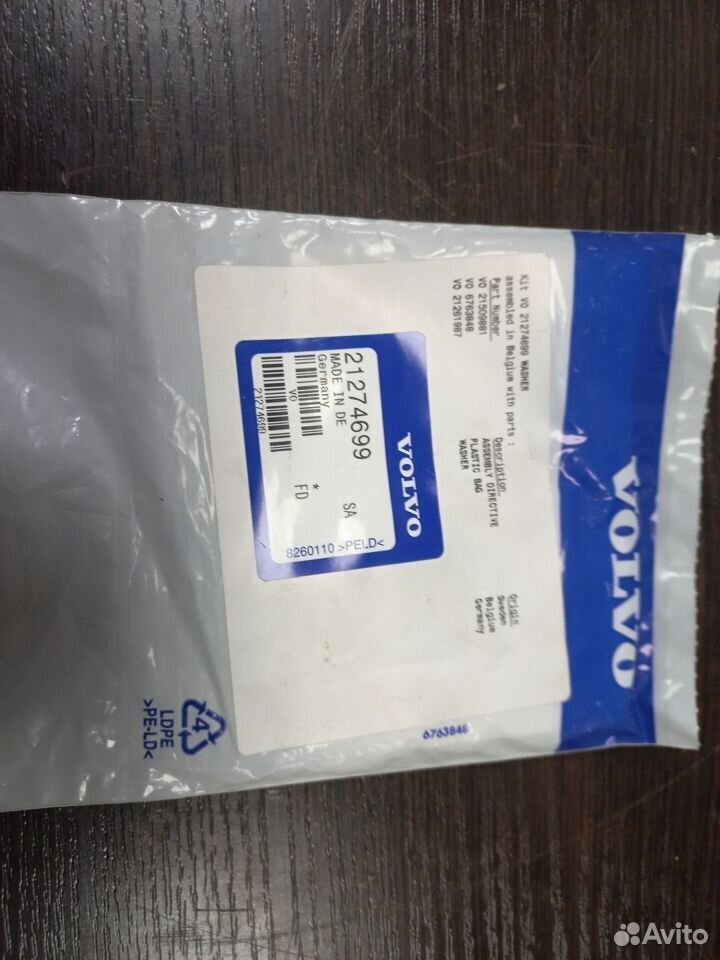 VOLVO
Kit VO 21274699 WASHER
assembled in Belgium with parts :
Part Number Description Origin
VO 21509881 ASSEMBLY DIRECTIVE Sweden
VO 6763848 PLASTIC BAG Belgium
VO 21261987 WASHER Germany
VOLVO
21274699 SA
MADE IN DE
Germany *
FD
VO
21274699
8260110 >PELD<
6763848
4
LDPE
>PE-LD<
Avito